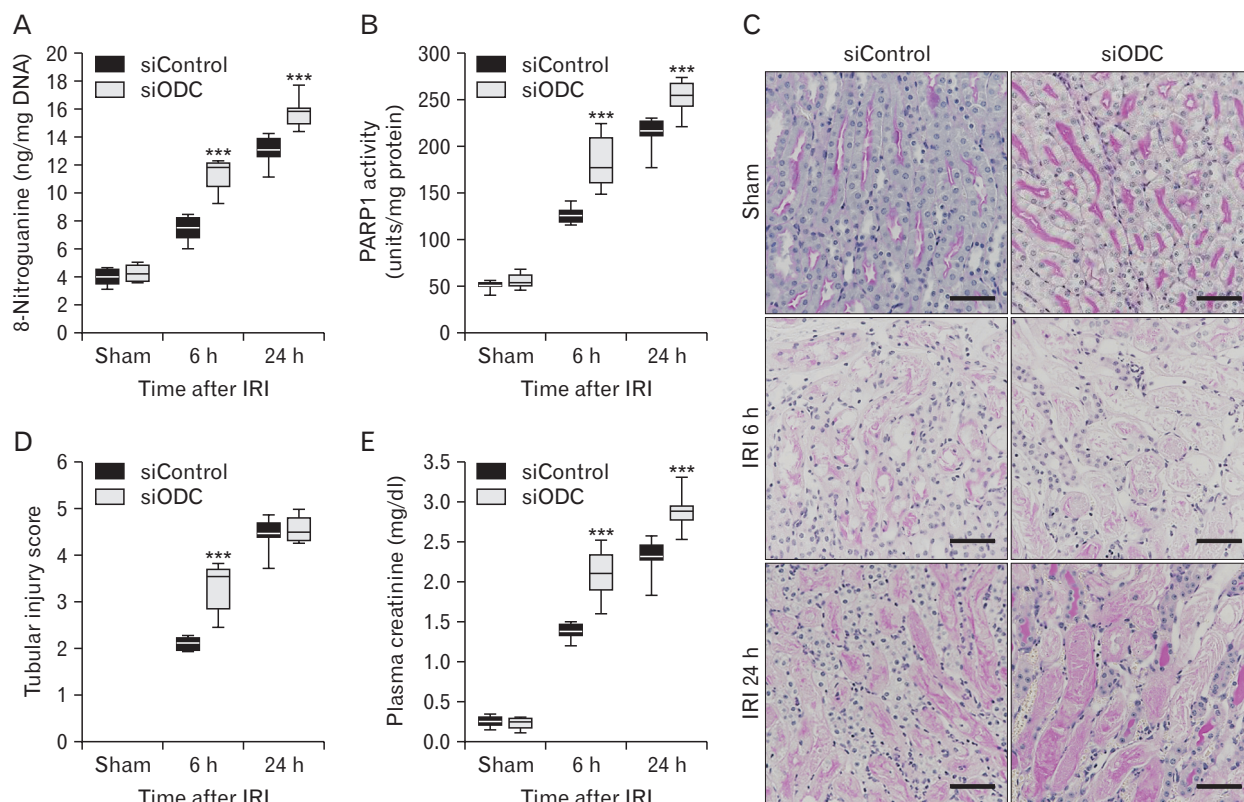 A
8-Nitroguanine (ng/mg DNA)
20
18
16
14
12
10
8
6
4
2
0
siControl
siODC
***
***
Sham
6 h
24 h
Time after IRI
B
PARP1 activity
(units/mg protein)
300
250
200
150
100
50
0
siControl
siODC
***
***
Sham
6 h
24 h
Time after IRI
C
siControl
siODC
Sham
IRI 6 h
IRI 24 h
D
Tubular injury score
6
5
4
3
2
1
0
siControl
siODC
***
Sham
6 h
24 h
Time after IRI
E
Plasma creatinine (mg/dl)
3.5
3.0
2.5
2.0
1.5
1.0
0.5
0.0
siControl
siODC
***
***
Sham
6 h
24 h
Time after IRI